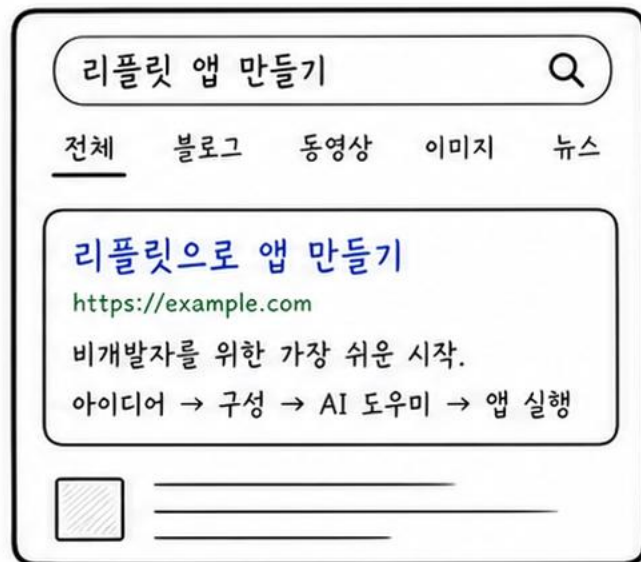 리플릿 앱 만들기
전체 블로그 동영상 이미지 뉴스
리플릿으로 앱 만들기
https://example.com
비개발자를 위한 가장 쉬운 시작.
아이디어 → 구성 → AI 도우미 → 앱 실행